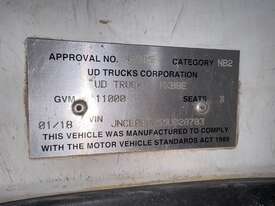 APPROVAL NO. CATEGORY NB2
UD TRUCKS CORPORATION
UD TRUCK
GVM 11000 SEATS 3
01/18 VIN
THIS VEHICLE WAS MANUFACTURED TO COMPLY
WITH THE MOTOR VEHICLE STANDARDS ACT 1989